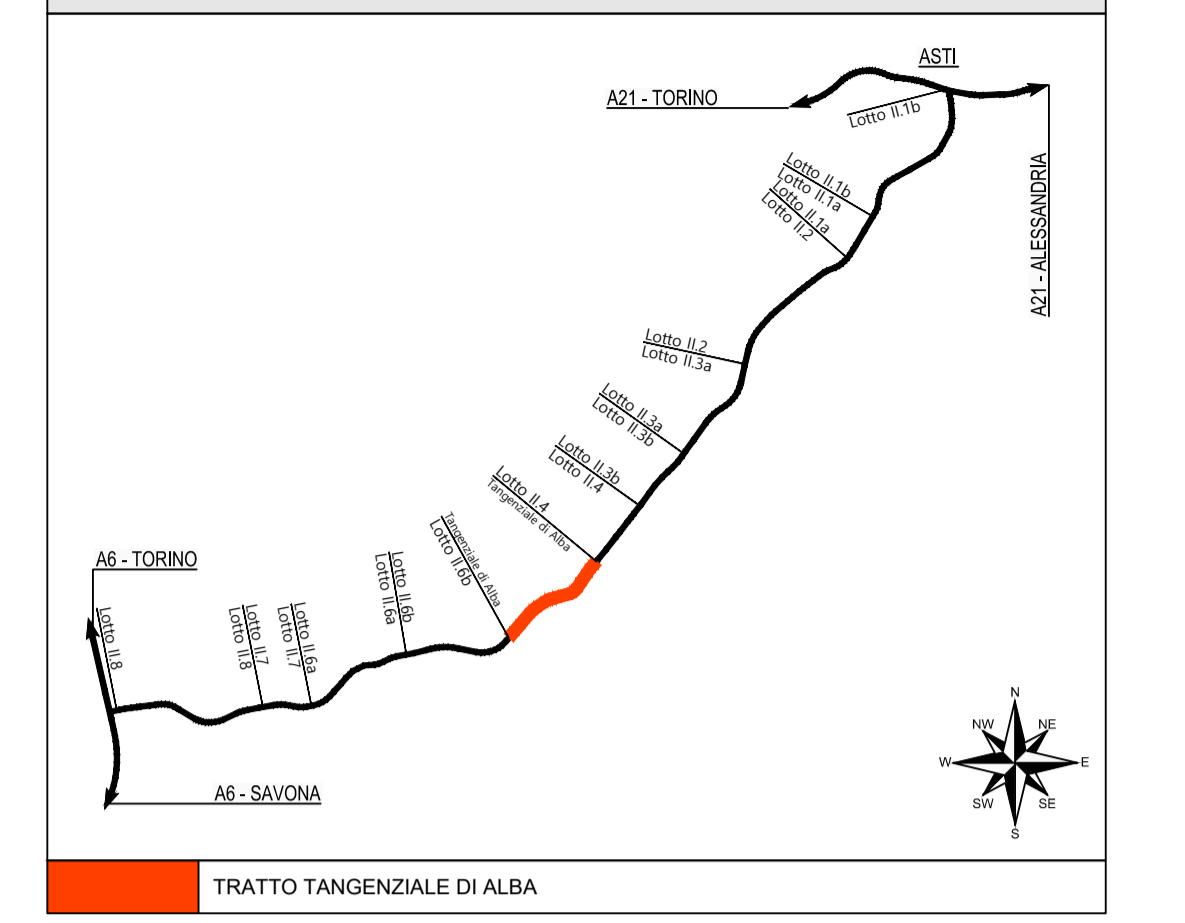 ASTI
A21 - TORINO
Lotto II.1b
A21 - ALESSANDRIA
Lotto II.1b
Lotto II.1a
Lotto II.1a
Lotto II.2
Lotto II.2
Lotto II.3a
Lotto II.3a
Lotto II.3b
Lotto II.3b
Lotto II.4
Lotto II.4
Tangenziale di Alba
Tangenziale di Alba
Lotto II.6b
Lotto II.6b
Lotto II.6a
Lotto II.6a
Lotto II.7
Lotto II.7
Lotto II.8
A6 - TORINO
Lotto II.8
A6 - SAVONA
N
NW
NE
W
E
SW
SE
S
TRATTO TANGENZIALE DI ALBA